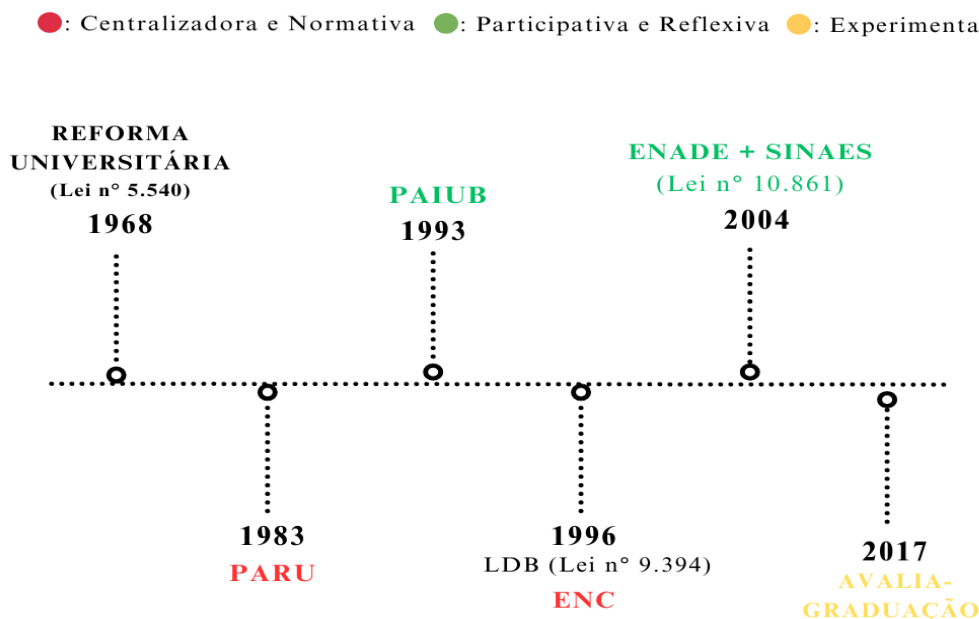 : Centralizadora e Normativa : Participativa e Reflexiva : Experimenta
REFORMA
UNIVERSITÁRIA
(Lei n° 5.540)
1968
PAIUB
1993
ENADE + SINAES
(Lei n° 10.861)
2004
1983
PARU
1996
LDB (Lei n° 9.394)
ENC
2017
AVALIA-
GRADUAÇÃO